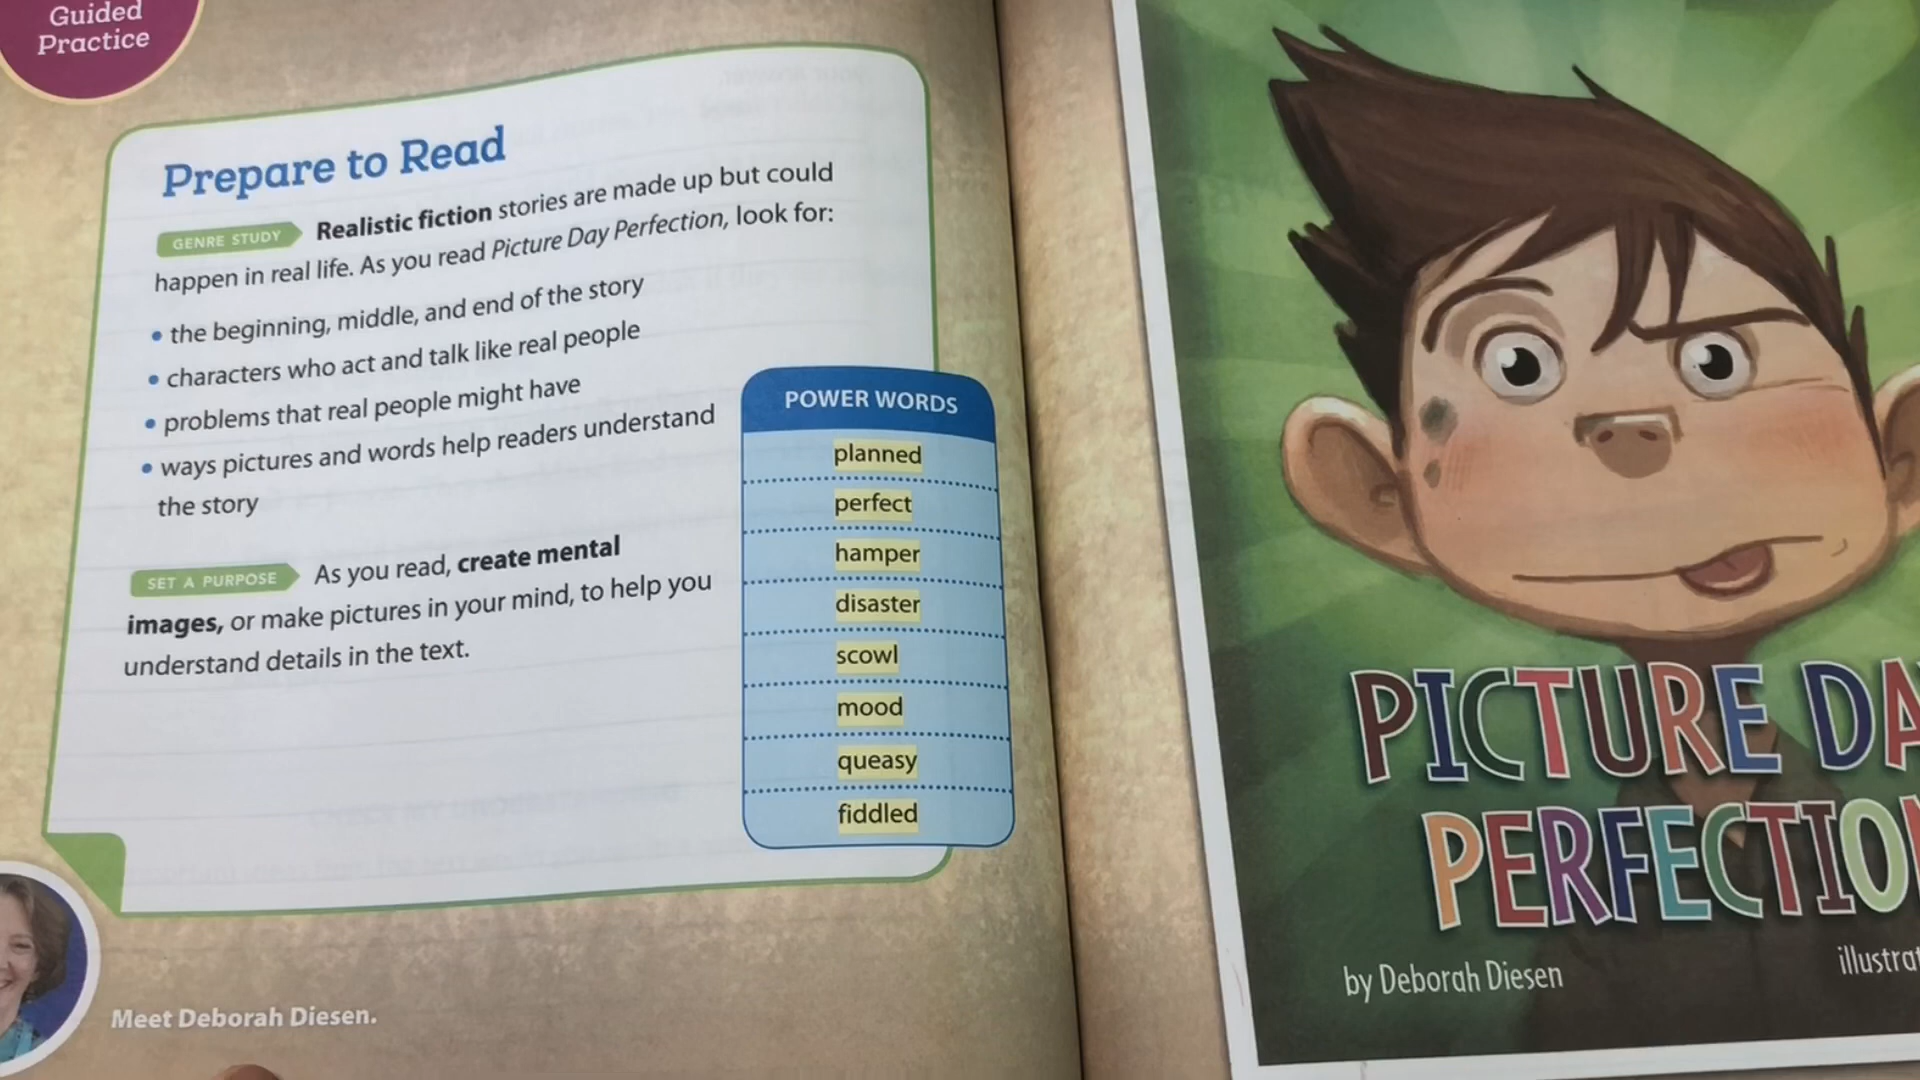 Guided
Practice
Prepare to Read
GENRE STUDY Realistic fiction stories are made up but could
happen in real life. As you read Picture Day Perfection, look for:
• the beginning, middle, and end of the story
• characters who act and talk like real people
• problems that real people might have
• ways pictures and words help readers understand
the story
SET A PURPOSE As you read, create mental
images, or make pictures in your mind, to help you
understand details in the text.
POWER WORDS
planned
perfect
hamper
disaster
scowl
mood
queasy
fiddled
Meet Deborah Diesen.
PICTURE DA
PERFECTION
by Deborah Diesen
illustrat